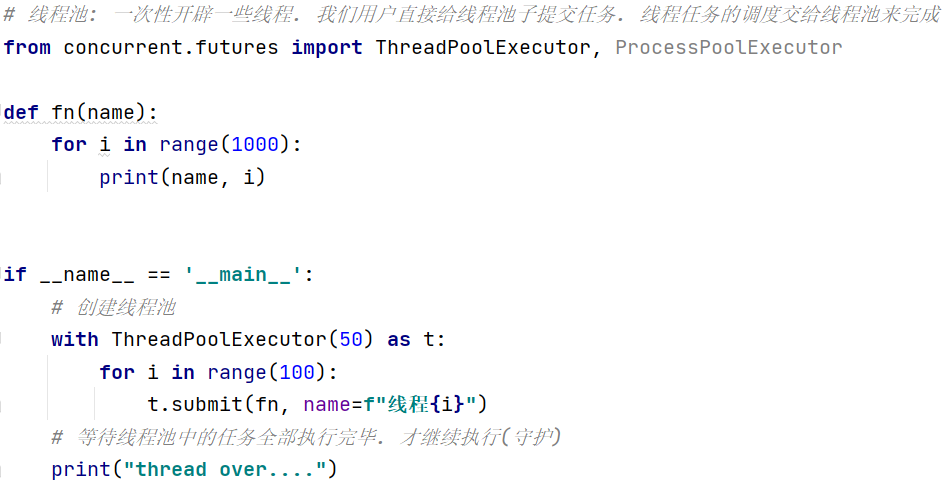 # 线程池: 一次性开辟一些线程. 我们用户直接给线程池子提交任务. 线程任务的调度交给线程池来完成
from concurrent.futures import ThreadPoolExecutor, ProcessPoolExecutor
def fn(name):
    for i in range(1000):
        print(name, i)
if __name__ == '__main__':
    # 创建线程池
    with ThreadPoolExecutor(50) as t:
        for i in range(100):
            t.submit(fn, name=f"线程{i}")
    # 等待线程池中的任务全部执行完毕. 才继续执行(守护)
    print("thread over....")